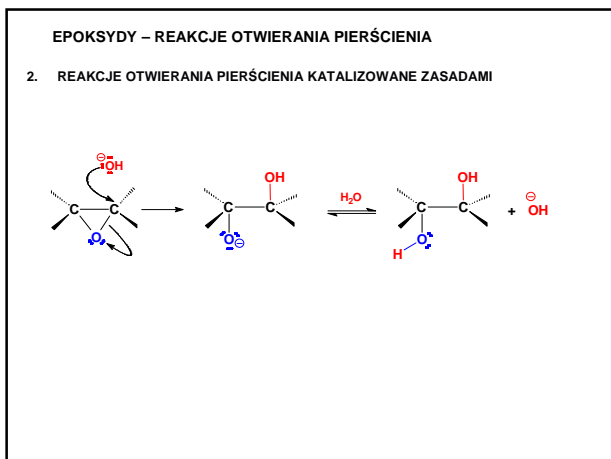 EPOKSYDY – REAKCJE OTWIERANIA PIERŚCIENIA
2. REAKCJE OTWIERANIA PIERŚCIENIA KATALIZOWANE ZASADAMI
⊖
OH
C C
O
OH
C C
O ⊖
H₂O
OH
C C
H O
+ ⊖
OH